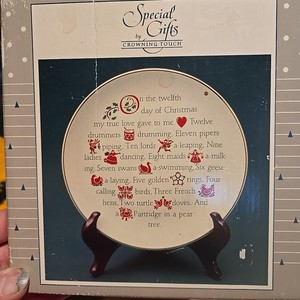 Special
Gifts
by
CROWNING TOUCH
On the twelfth
day of Christmas
my true love gave to me Twelve
drummers drumming. Eleven pipers
piping. Ten lords a-leaping. Nine
ladies dancing. Eight maids a-milk
ing. Seven swans a-swimming. Six geese
a-laying. Five golden rings. Four
calling birds. Three French
hens. Two turtle doves. And
a Partridge in a pear
tree.